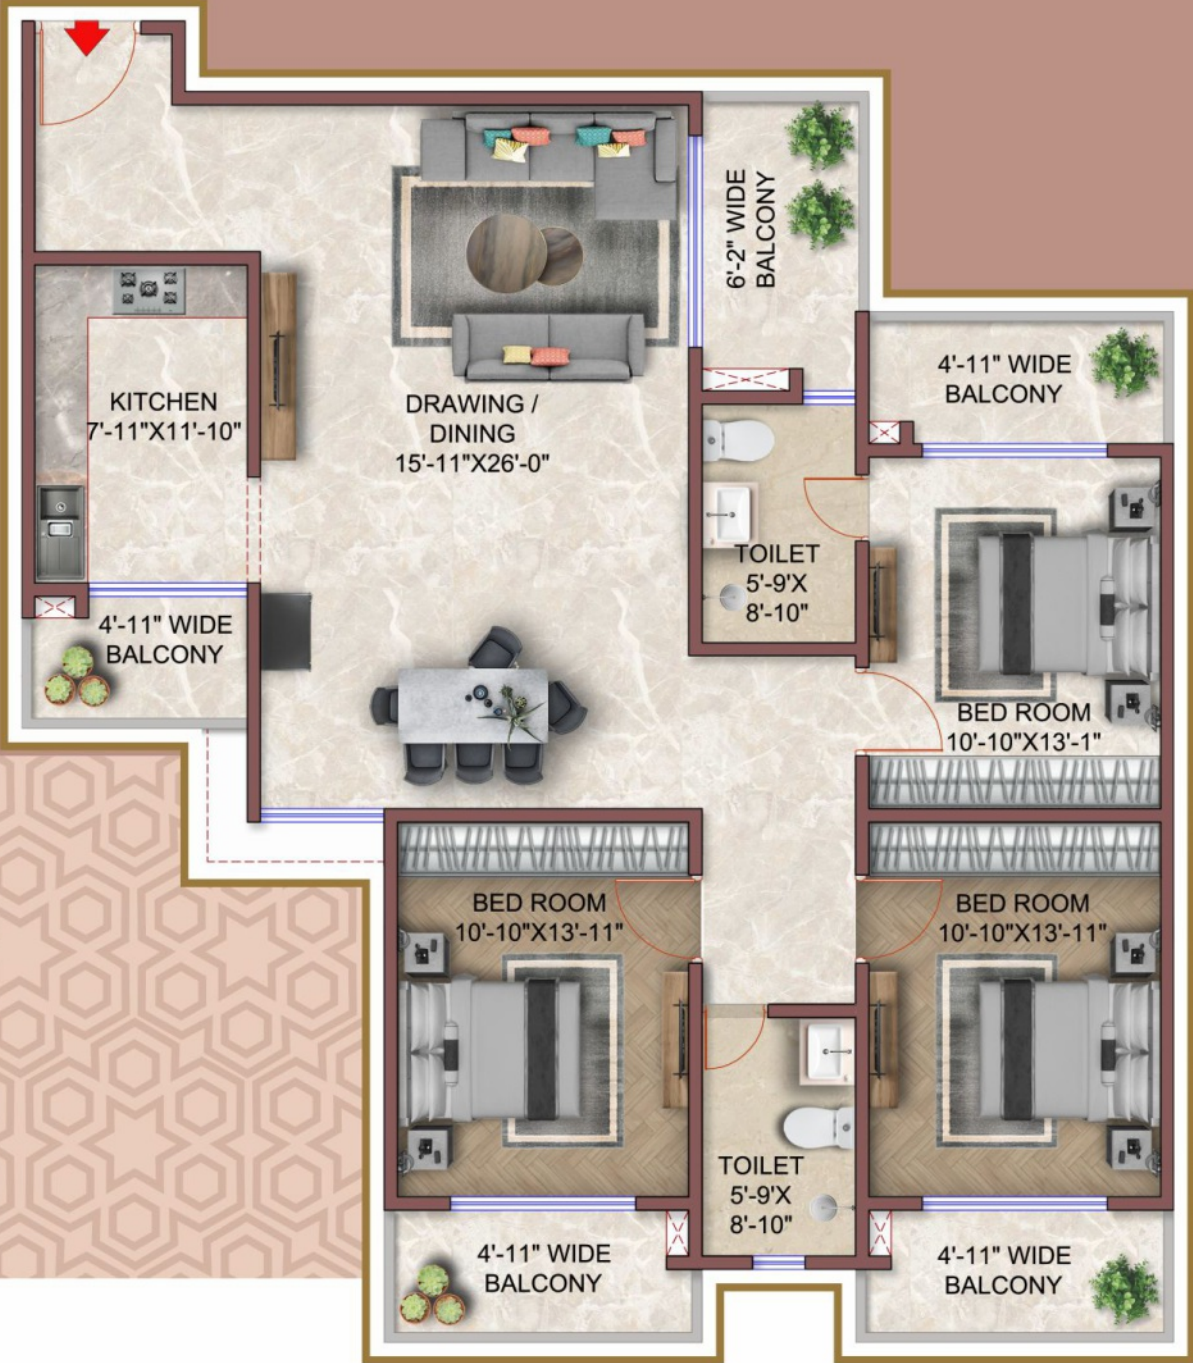 6'-2" WIDE
BALCONY
4'-11" WIDE
BALCONY
KITCHEN
7'-11"X11'-10"
DRAWING /
DINING
15'-11"X26'-0"
TOILET
5'-9'X
8'-10"
4'-11" WIDE
BALCONY
BED ROOM
10'-10"X13'-1"
BED ROOM
10'-10"X13'-11"
BED ROOM
10'-10"X13'-11"
TOILET
5'-9'X
8'-10"
4'-11" WIDE
BALCONY
4'-11" WIDE
BALCONY